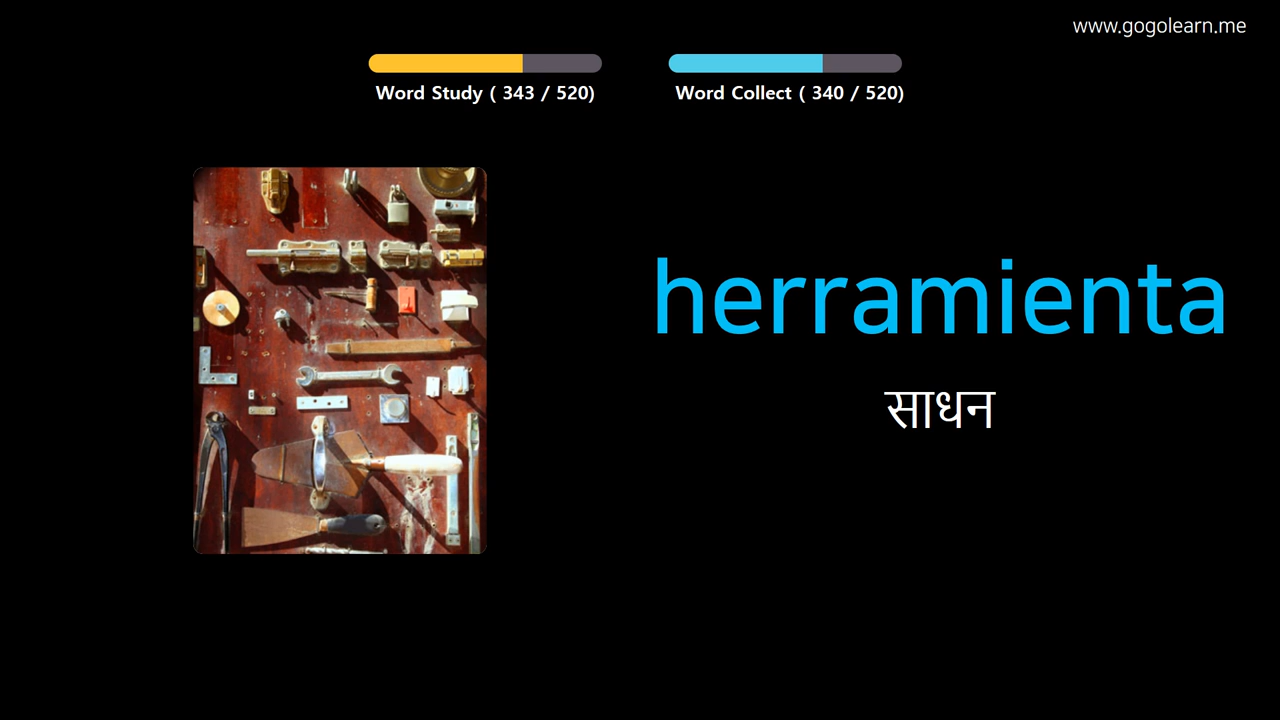 www.gogolearn.me
Word Study ( 343 / 520)
Word Collect ( 340 / 520)
herramienta
साधन